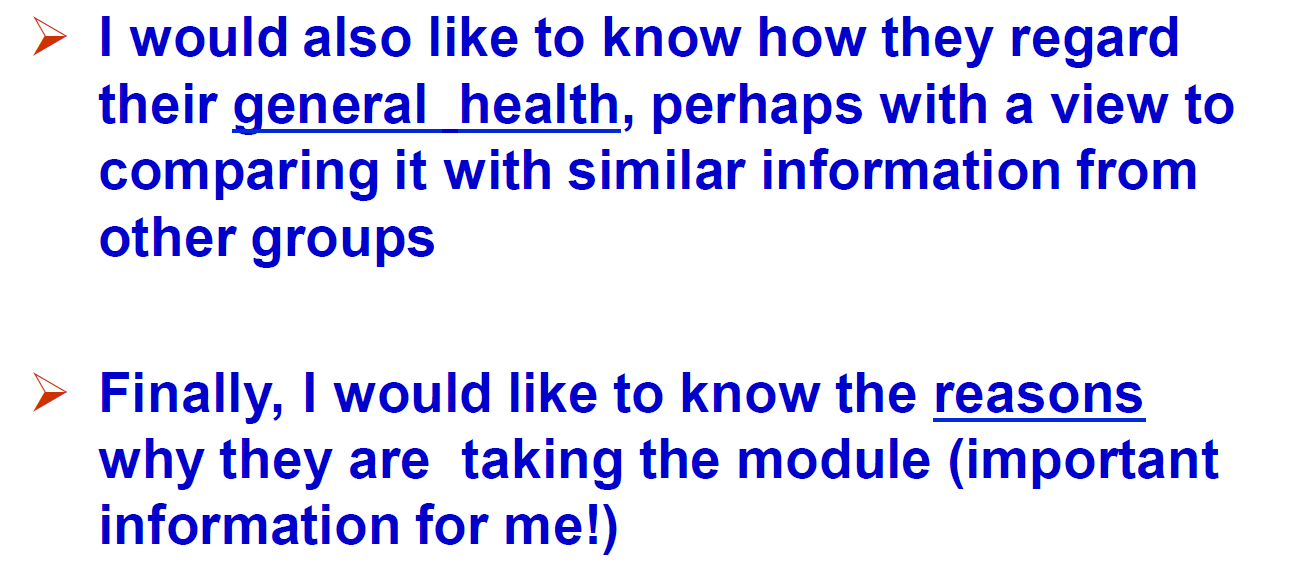 I would also like to know how they regard
their general health, perhaps with a view to
comparing it with similar information from
other groups
Finally, I would like to know the reasons
why they are taking the module (important
information for me!)